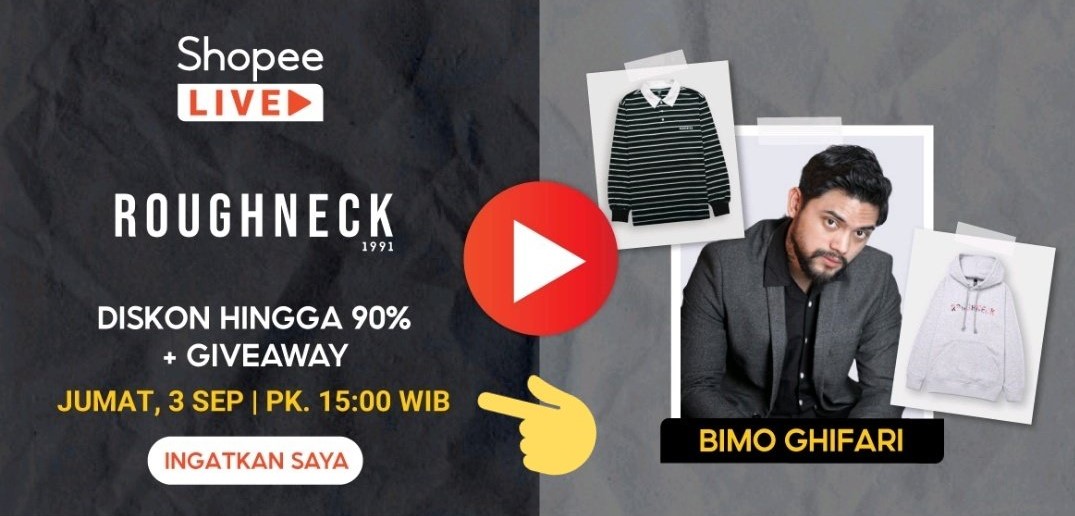 Shopee
LIVE
ROUGHNECK
1991
DISKON HINGGA 90%
+ GIVEAWAY
JUMAT, 3 SEP | PK. 15:00 WIB
INGATKAN SAYA
ROUGHNECK
BIMO GHIFARI